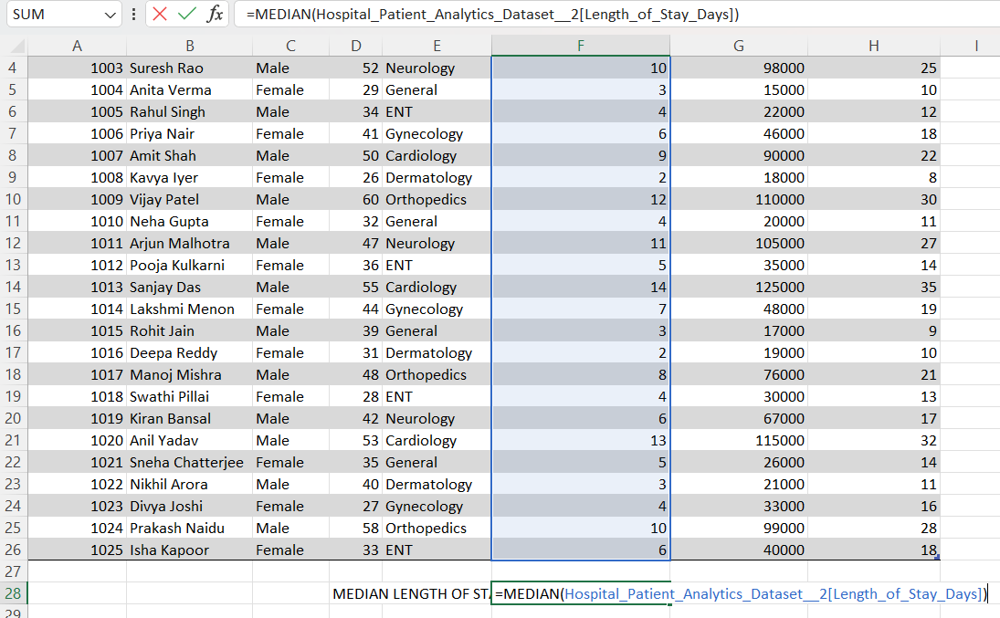 SUM fx =MEDIAN(Hospital_Patient_Analytics_Dataset__2[Length_of_Stay_Days])
A B C D E F G H I
4 1003 Suresh Rao Male 52 Neurology 10 98000 25
5 1004 Anita Verma Female 29 General 3 15000 10
6 1005 Rahul Singh Male 34 ENT 4 22000 12
7 1006 Priya Nair Female 41 Gynecology 6 46000 18
8 1007 Amit Shah Male 50 Cardiology 9 90000 22
9 1008 Kavya Iyer Female 26 Dermatology 2 18000 8
10 1009 Vijay Patel Male 60 Orthopedics 12 110000 30
11 1010 Neha Gupta Female 32 General 4 20000 11
12 1011 Arjun Malhotra Male 47 Neurology 11 105000 27
13 1012 Pooja Kulkarni Female 36 ENT 5 35000 14
14 1013 Sanjay Das Male 55 Cardiology 14 125000 35
15 1014 Lakshmi Menon Female 44 Gynecology 7 48000 19
16 1015 Rohit Jain Male 39 General 3 17000 9
17 1016 Deepa Reddy Female 31 Dermatology 2 19000 10
18 1017 Manoj Mishra Male 48 Orthopedics 8 76000 21
19 1018 Swathi Pillai Female 28 ENT 4 30000 13
20 1019 Kiran Bansal Male 42 Neurology 6 67000 17
21 1020 Anil Yadav Male 53 Cardiology 13 115000 32
22 1021 Sneha Chatterjee Female 35 General 5 26000 14
23 1022 Nikhil Arora Male 40 Dermatology 3 21000 11
24 1023 Divya Joshi Female 27 Gynecology 4 33000 16
25 1024 Prakash Naidu Male 58 Orthopedics 10 99000 28
26 1025 Isha Kapoor Female 33 ENT 6 40000 18
27
28 MEDIAN LENGTH OF STA =MEDIAN(Hospital_Patient_Analytics_Dataset__2[Length_of_Stay_Days])
29